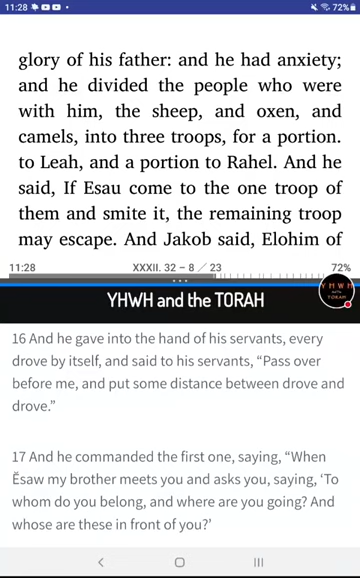 11:28
72%
glory of his father: and he had anxiety;
and he divided the people who were
with him, the sheep, and oxen, and
camels, into three troops, for a portion.
to Leah, and a portion to Rahel. And he
said, If Esau come to the one troop of
them and smite it, the remaining troop
may escape. And Jakob said, Elohim of
11:28
XXXII. 32 – 8 / 23
72%
YHWH and the TORAH
YHWH
TORAH
16 And he gave into the hand of his servants, every
drove by itself, and said to his servants, “Pass over
before me, and put some distance between drove and
drove.”
17 And he commanded the first one, saying, “When
Ěsaw my brother meets you and asks you, saying, ‘To
whom do you belong, and where are you going? And
whose are these in front of you?’